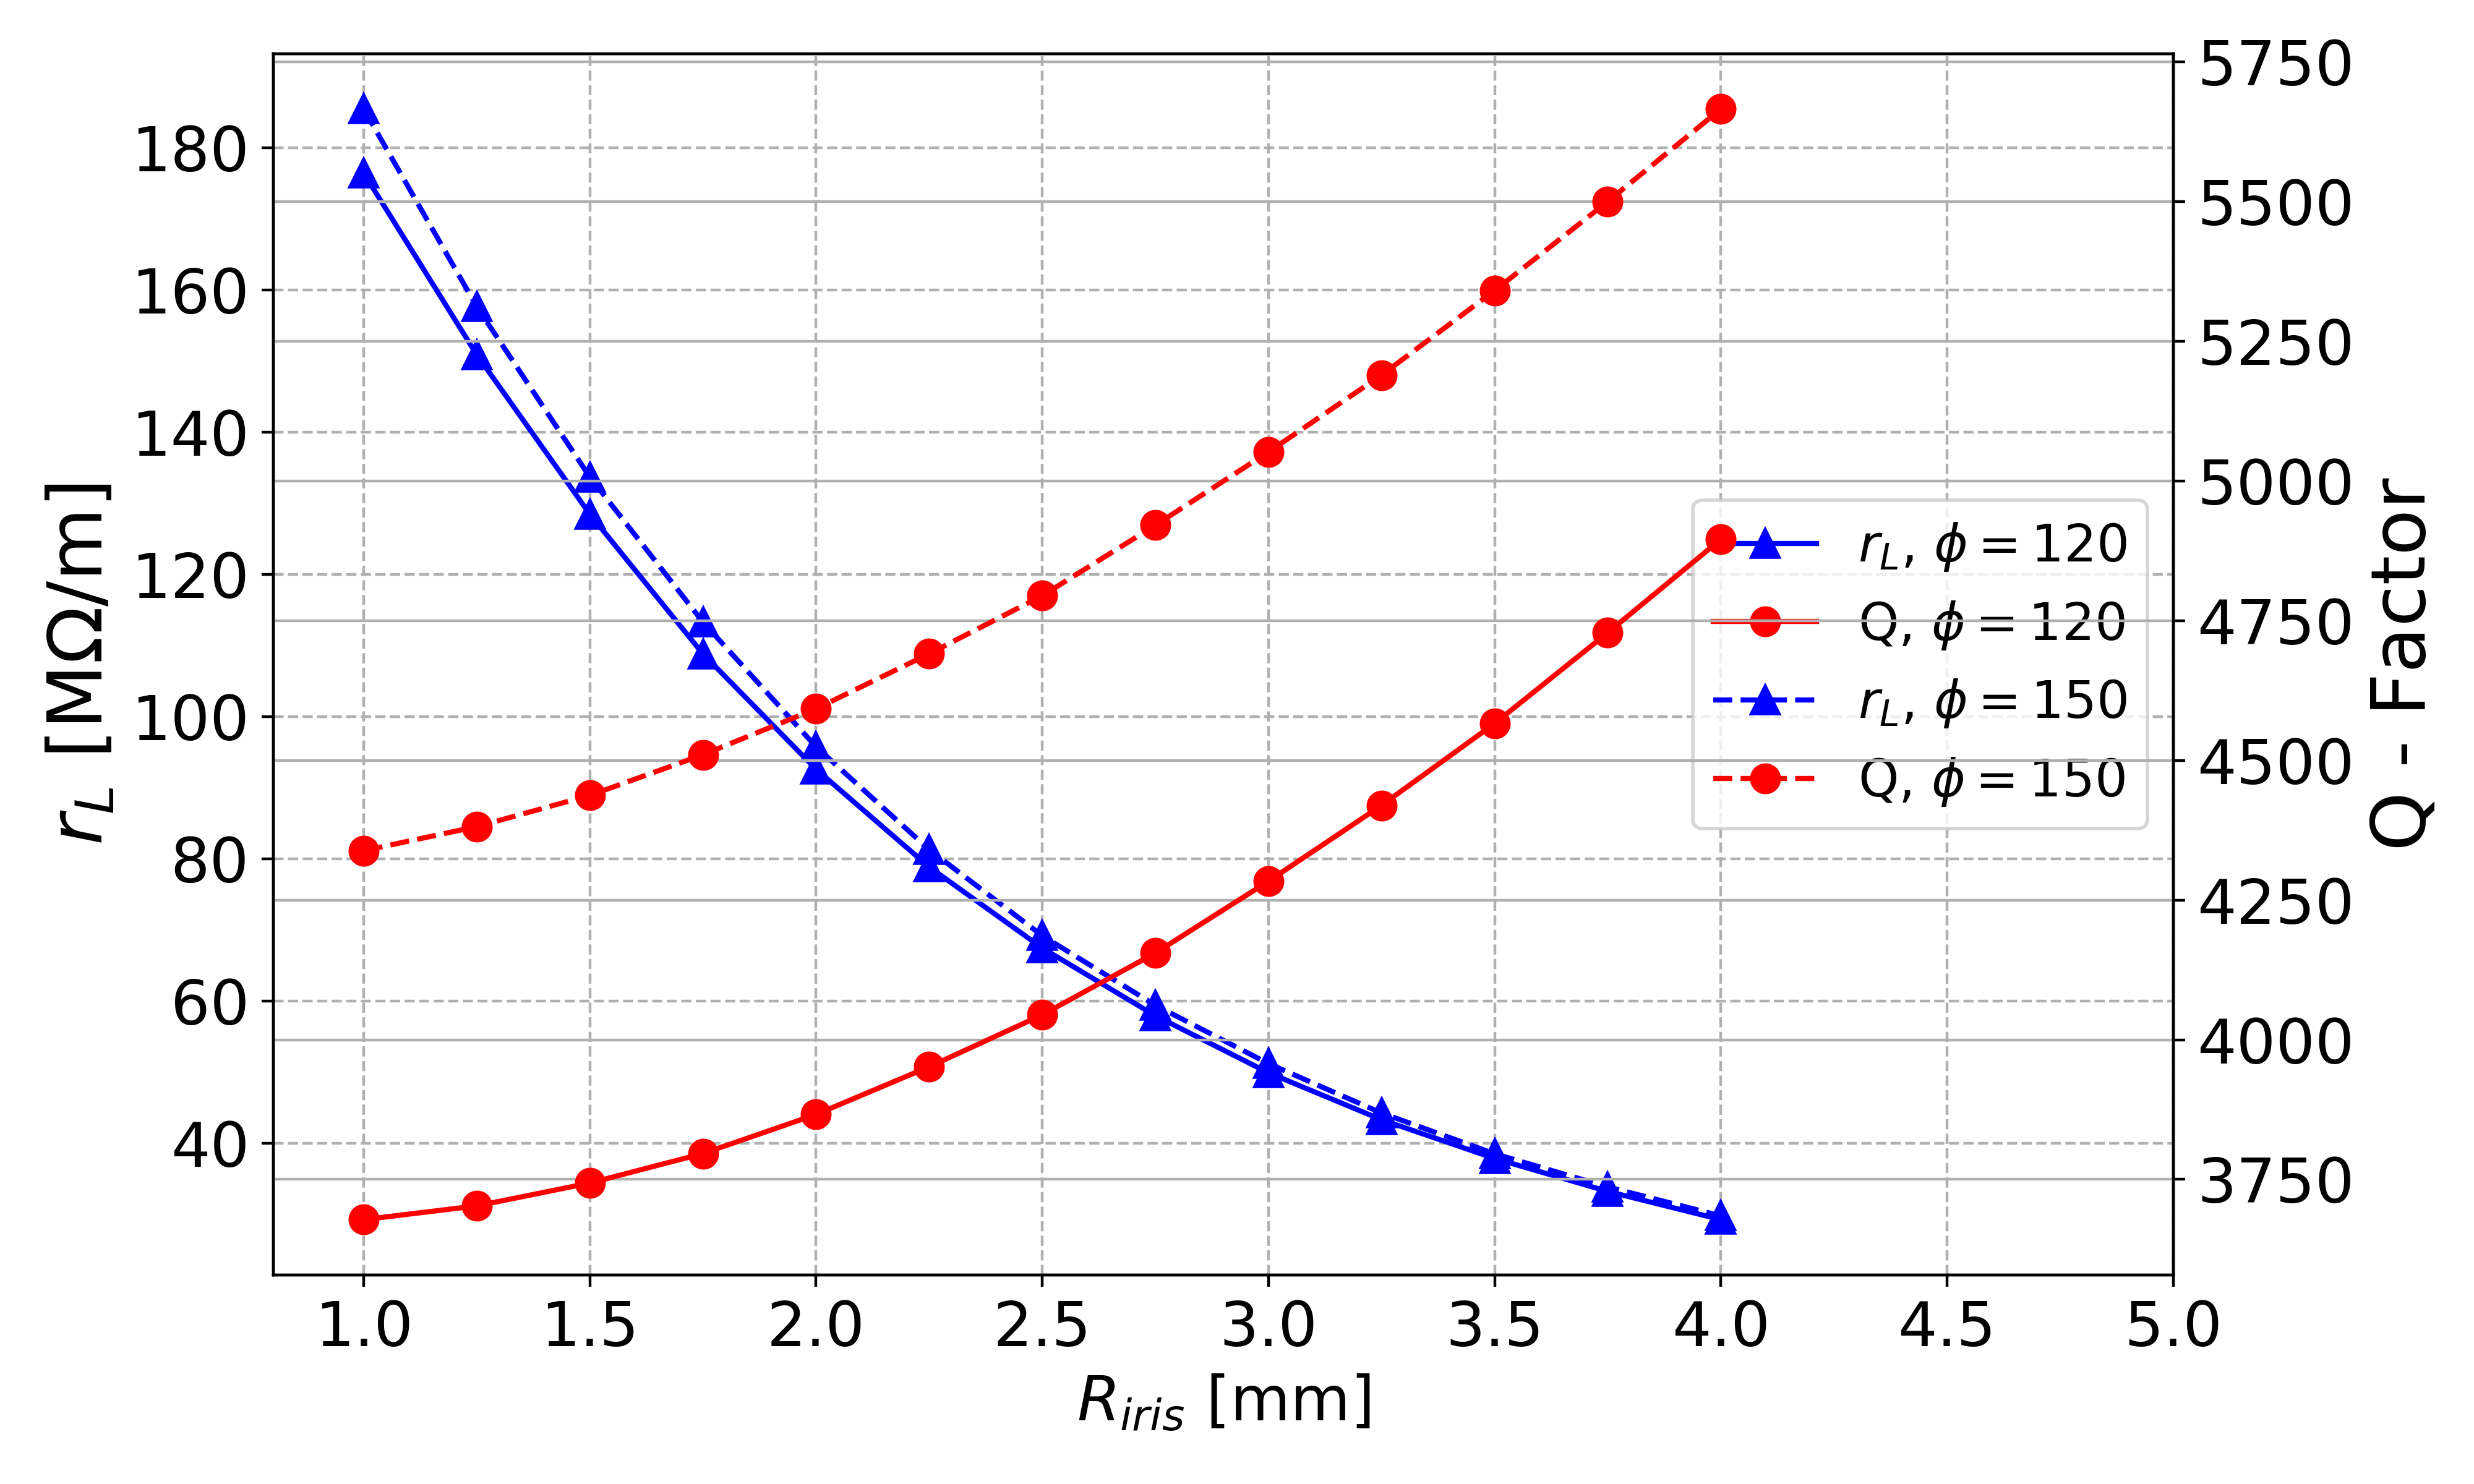 180
160
140
120
100
80
60
40
r_L [MΩ/m]
5750
5500
5250
5000
4750
4500
4250
4000
3750
Q - Factor
r_L, ϕ = 120
Q, ϕ = 120
r_L, ϕ = 150
Q, ϕ = 150
1.0 1.5 2.0 2.5 3.0 3.5 4.0 4.5 5.0
R_iris [mm]